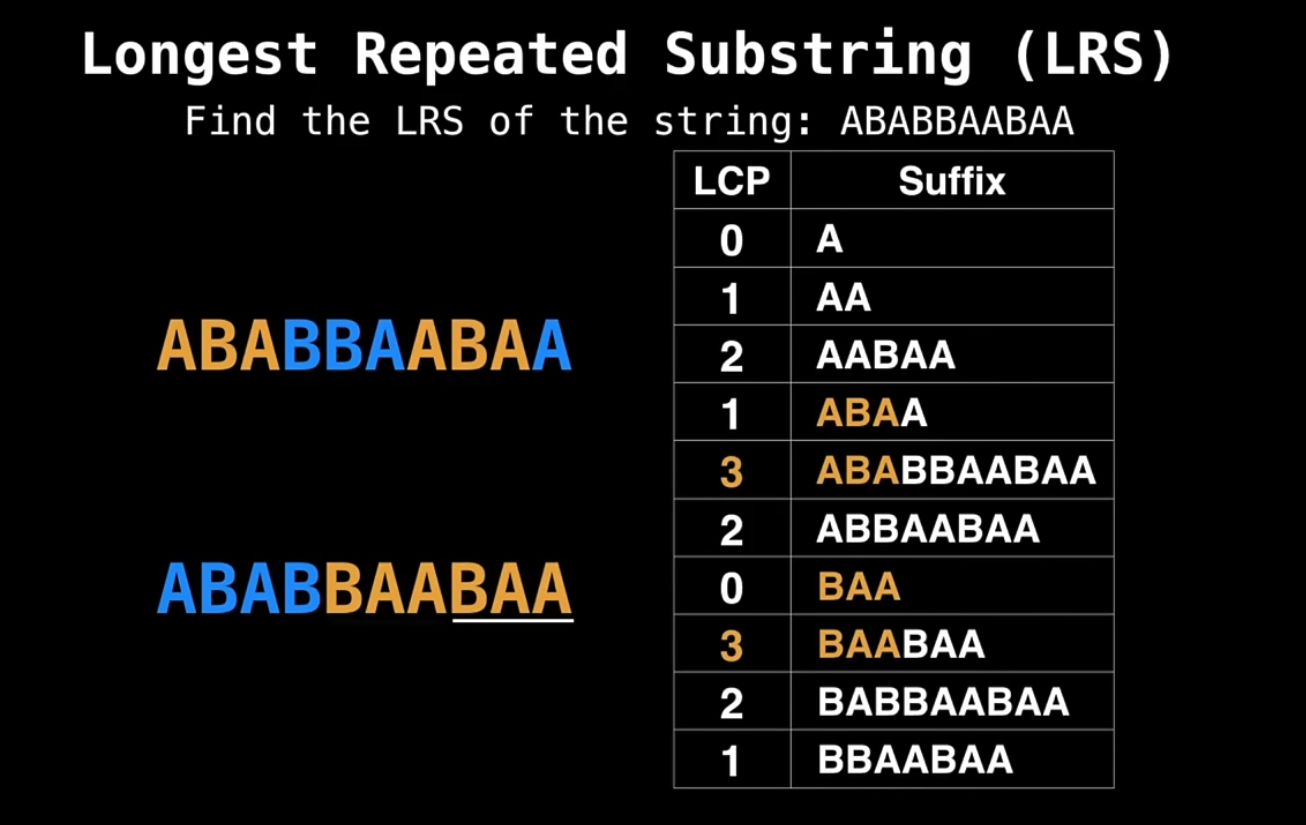 Longest Repeated Substring (LRS)
Find the LRS of the string: ABABBAABAA
ABABBAABAA
ABABBAABAA
LCP Suffix
0 A
1 AA
2 AABAA
1 ABAA
3 ABABBAABAA
2 ABBAABAA
0 BAA
3 BAABAA
2 BABBAABAA
1 BBAABAA